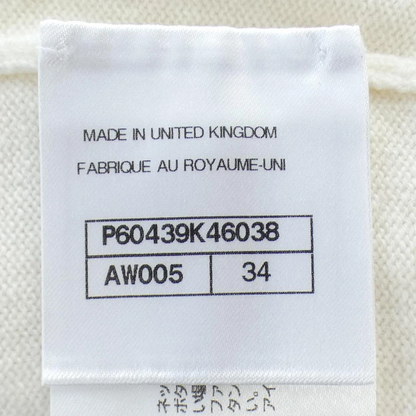 MADE IN UNITED KINGDOM
FABRIQUE AU ROYAUME-UNI
P60439K46038
AW005 34